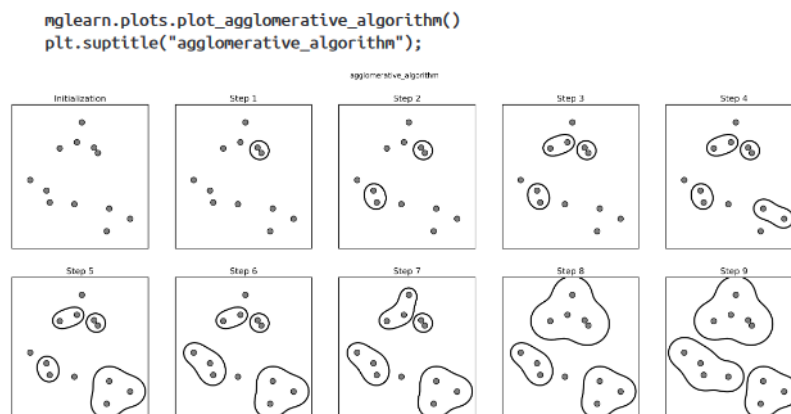 mglearn.plots.plot_agglomerative_algorithm()
plt.suptitle("agglomerative_algorithm");
agglomerative_algorithm
Initialization Step 1 Step 2 Step 3 Step 4
Step 5 Step 6 Step 7 Step 8 Step 9